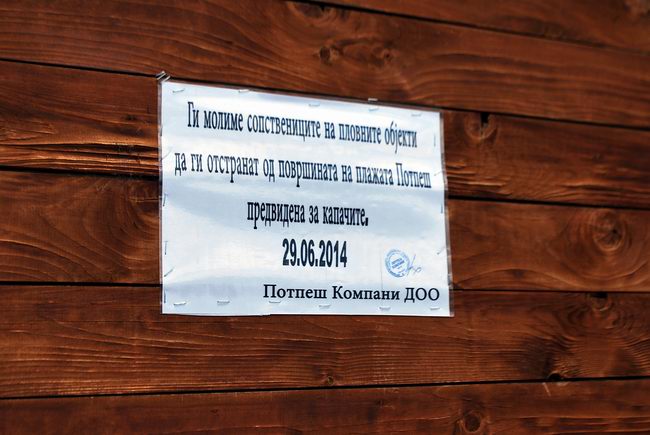 Ги молиме сопствениците на пловните објекти
да ги отстранат од површината на плажата Потпеш
предвидена за капачите.
29.06.2014
Потпеш Компани ДОО